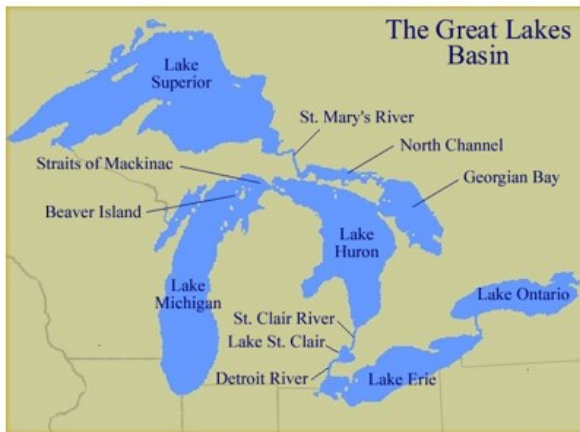 The Great Lakes
Basin
Lake
Superior
St. Mary's River
North Channel
Straits of Mackinac
Georgian Bay
Beaver Island
Lake
Huron
Lake
Michigan
Lake Ontario
St. Clair River
Lake St. Clair
Detroit River
Lake Erie